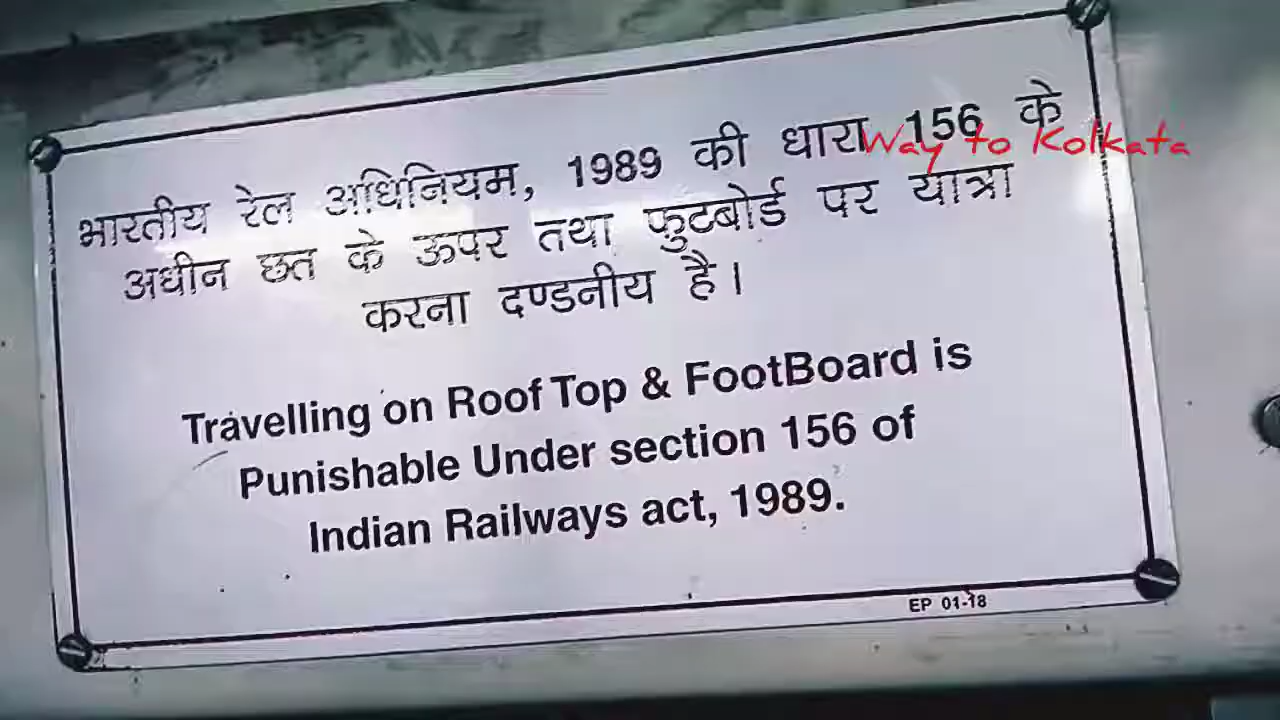 भारतीय रेल अधिनियम, 1989 की धारा 156 के
Way to Kolkata
अधीन छत के ऊपर तथा फुटबोर्ड पर यात्रा
करना दण्डनीय है।
Travelling on Roof Top & FootBoard is
Punishable Under section 156 of
Indian Railways act, 1989.
EP 01-18